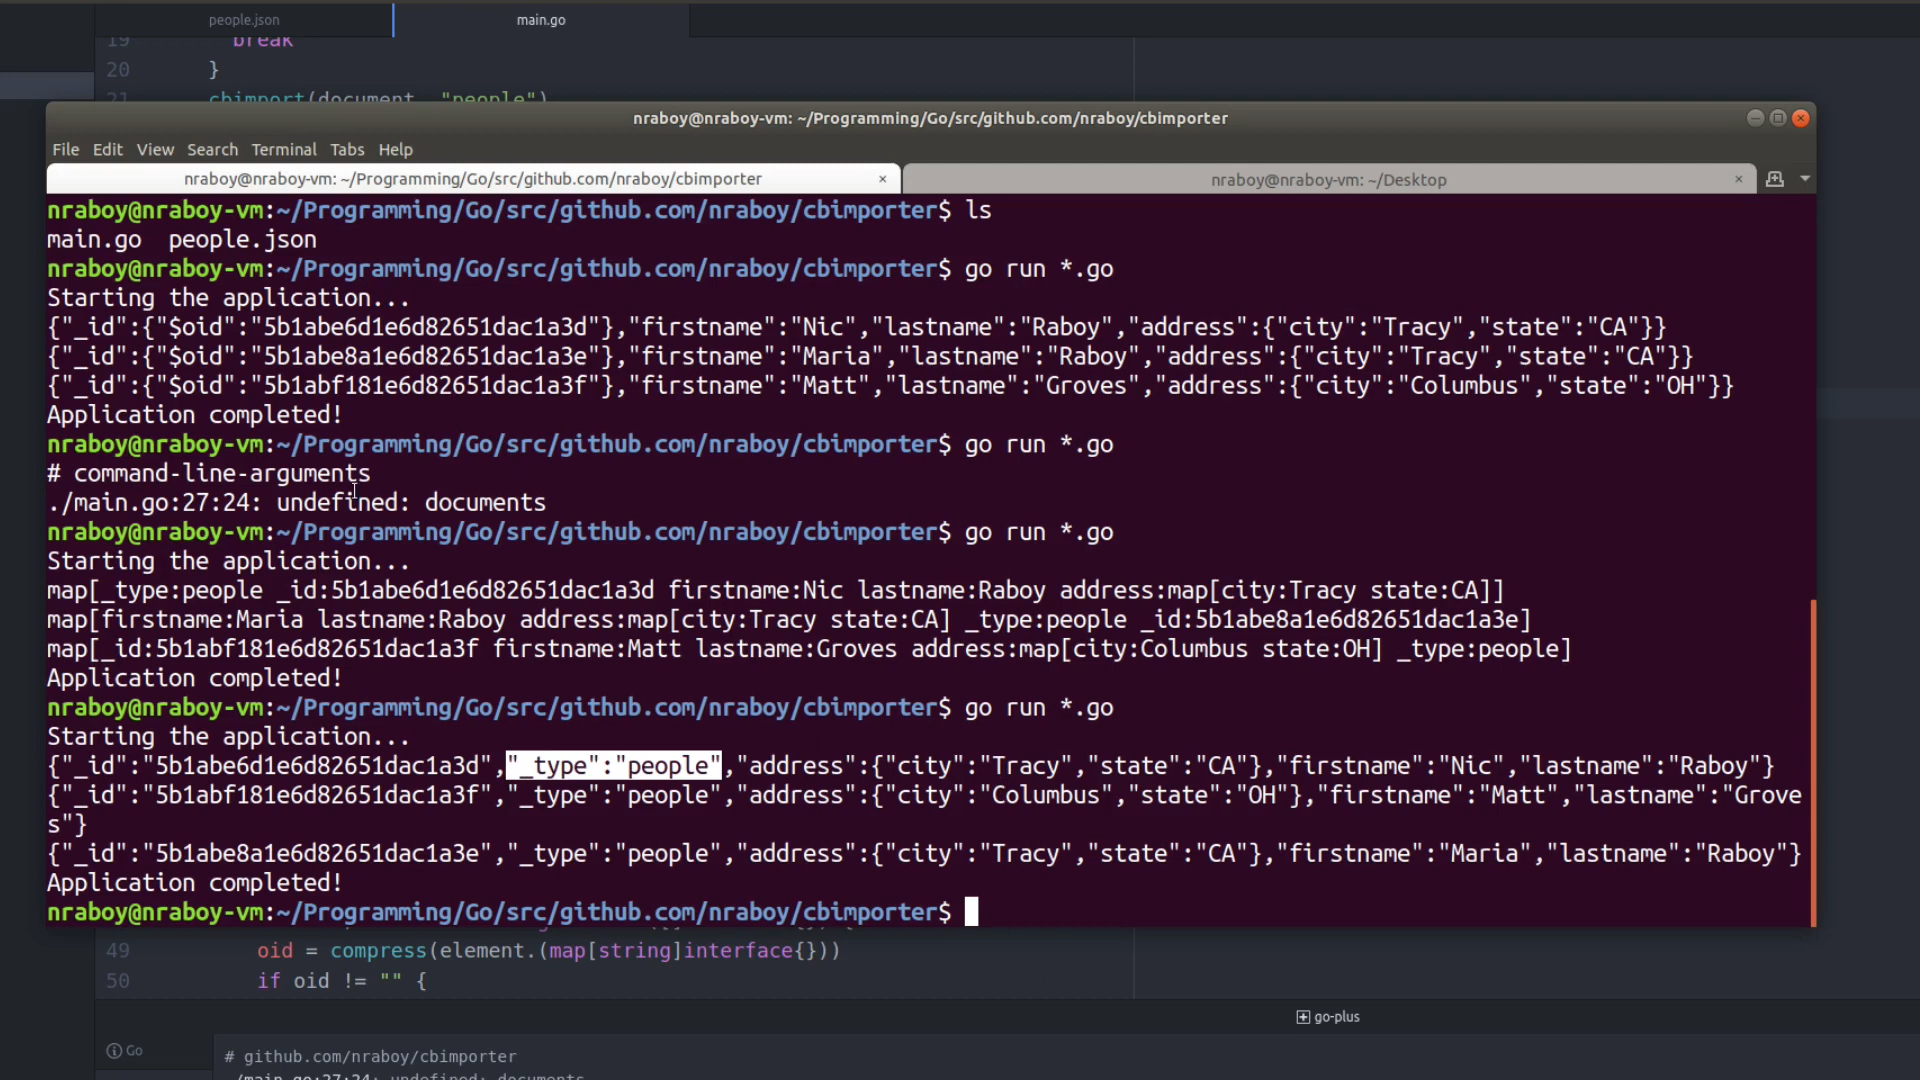 people.json
main.go
19 break
20 }
21 cbimport(document, "people")
nraboy@nraboy-vm: ~/Programming/Go/src/github.com/nraboy/cbimporter
File Edit View Search Terminal Tabs Help
nraboy@nraboy-vm: ~/Programming/Go/src/github.com/nraboy/cbimporter × nraboy@nraboy-vm: ~/Desktop ×
nraboy@nraboy-vm:~/Programming/Go/src/github.com/nraboy/cbimporter$ ls
main.go  people.json
nraboy@nraboy-vm:~/Programming/Go/src/github.com/nraboy/cbimporter$ go run *.go
Starting the application...
{"_id":{"$oid":"5b1abe6d1e6d82651dac1a3d"},"firstname":"Nic","lastname":"Raboy","address":{"city":"Tracy","state":"CA"}}
{"_id":{"$oid":"5b1abe8a1e6d82651dac1a3e"},"firstname":"Maria","lastname":"Raboy","address":{"city":"Tracy","state":"CA"}}
{"_id":{"$oid":"5b1abf181e6d82651dac1a3f"},"firstname":"Matt","lastname":"Groves","address":{"city":"Columbus","state":"OH"}}
Application completed!
nraboy@nraboy-vm:~/Programming/Go/src/github.com/nraboy/cbimporter$ go run *.go
# command-line-arguments
./main.go:27:24: undefined: documents
nraboy@nraboy-vm:~/Programming/Go/src/github.com/nraboy/cbimporter$ go run *.go
Starting the application...
map[_type:people _id:5b1abe6d1e6d82651dac1a3d firstname:Nic lastname:Raboy address:map[city:Tracy state:CA]]
map[firstname:Maria lastname:Raboy address:map[city:Tracy state:CA] _type:people _id:5b1abe8a1e6d82651dac1a3e]
map[_id:5b1abf181e6d82651dac1a3f firstname:Matt lastname:Groves address:map[city:Columbus state:OH] _type:people]
Application completed!
nraboy@nraboy-vm:~/Programming/Go/src/github.com/nraboy/cbimporter$ go run *.go
Starting the application...
{"_id":"5b1abe6d1e6d82651dac1a3d","_type":"people","address":{"city":"Tracy","state":"CA"},"firstname":"Nic","lastname":"Raboy"}
{"_id":"5b1abf181e6d82651dac1a3f","_type":"people","address":{"city":"Columbus","state":"OH"},"firstname":"Matt","lastname":"Grove
s"}
{"_id":"5b1abe8a1e6d82651dac1a3e","_type":"people","address":{"city":"Tracy","state":"CA"},"firstname":"Maria","lastname":"Raboy"}
Application completed!
nraboy@nraboy-vm:~/Programming/Go/src/github.com/nraboy/cbimporter$
49 oid = compress(element.(map[string]interface{}))
50 if oid != "" {
go-plus
Go
# github.com/nraboy/cbimporter
./main.go:27:24: undefined: documents